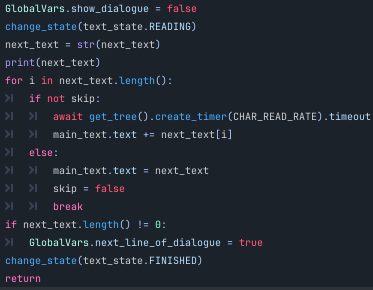 GlobalVars.show_dialogue = false
change_state(text_state.READING)
next_text = str(next_text)
print(next_text)
for i in next_text.length():
    if not skip:
        await get_tree().create_timer(CHAR_READ_RATE).timeout
        main_text.text += next_text[i]
    else:
        main_text.text = next_text
        skip = false
        break
if next_text.length() != 0:
    GlobalVars.next_line_of_dialogue = true
change_state(text_state.FINISHED)
return